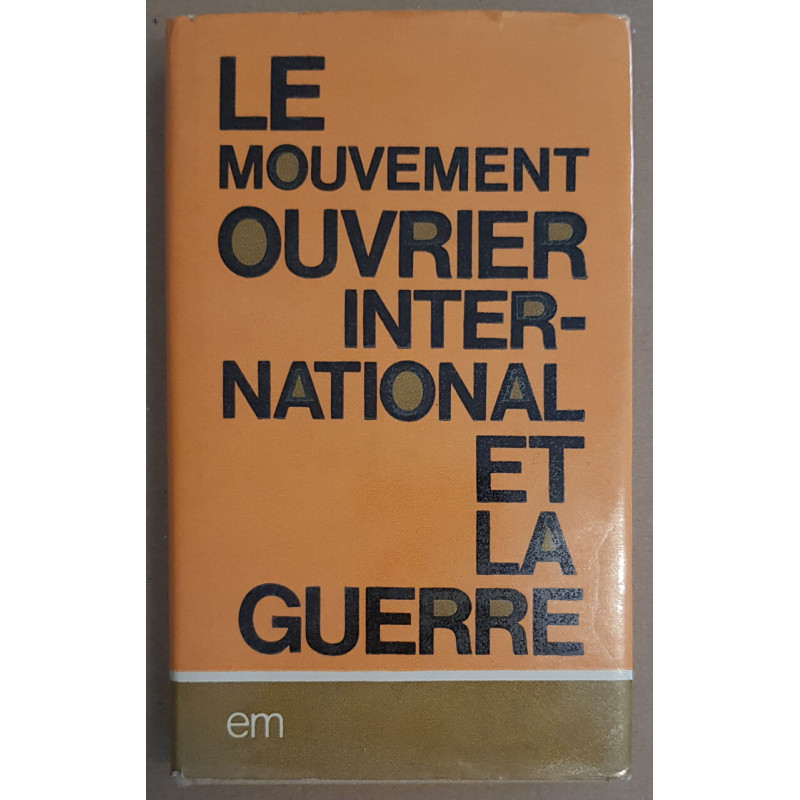 LE
MOUVEMENT
OUVRIER
INTER-
NATIONAL
ET
LA
GUERRE
em